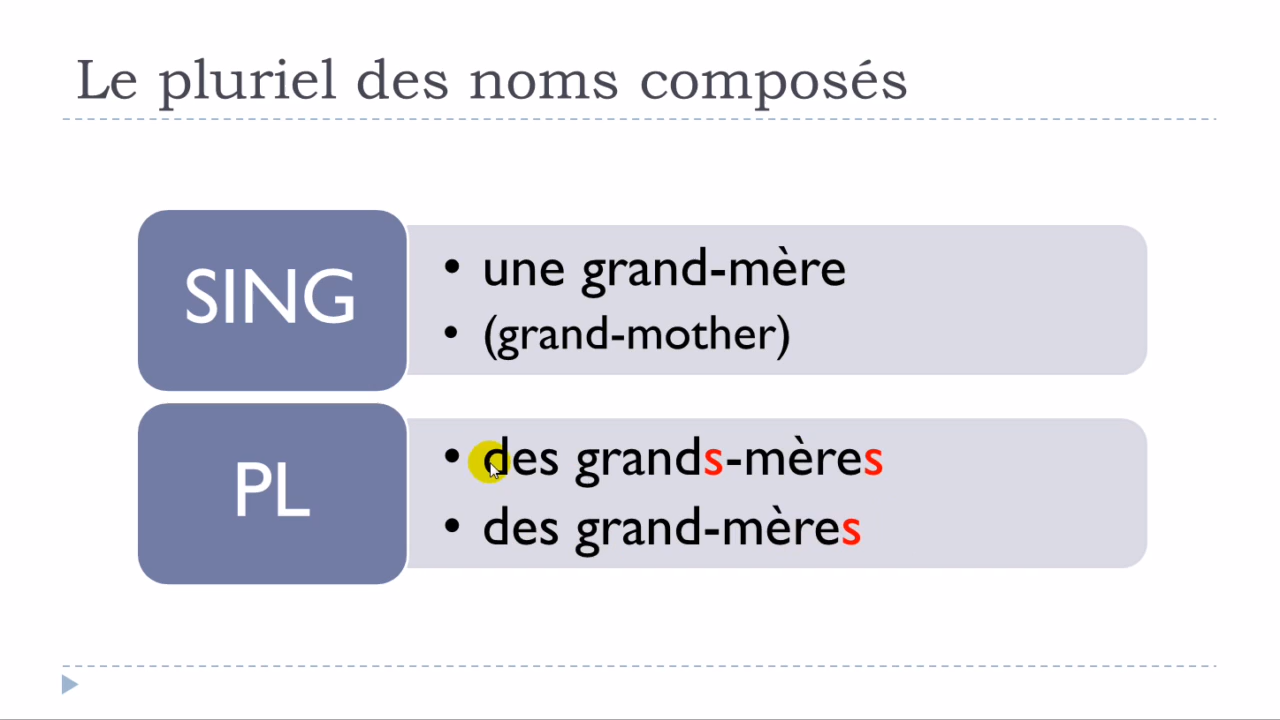 Le pluriel des noms composés
SING
• une grand-mère
• (grand-mother)
PL
• des grands-mères
• des grand-mères